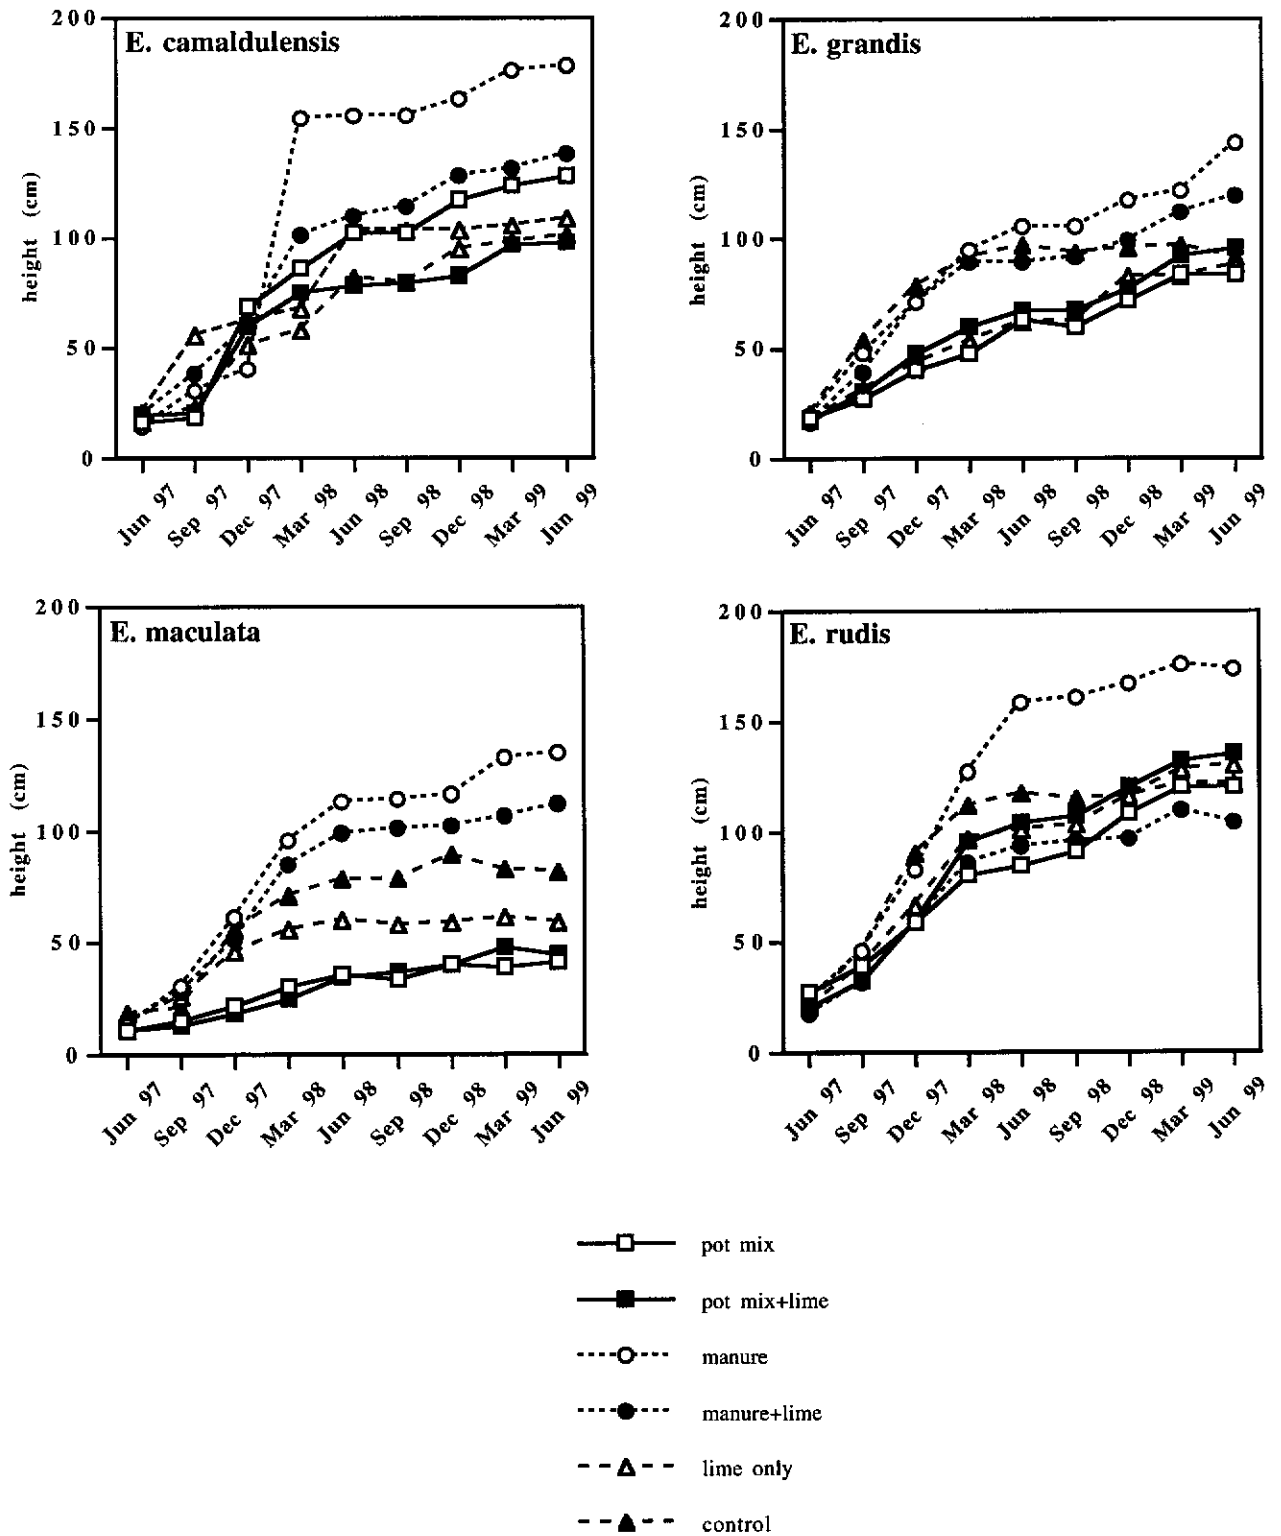 E. camaldulensis
200
150
100
50
0
height (cm)
Jun 97
Sep 97
Dec 97
Mar 98
Jun 98
Sep 98
Dec 98
Mar 99
Jun 99
E. grandis
200
150
100
50
0
height (cm)
Jun 97
Sep 97
Dec 97
Mar 98
Jun 98
Sep 98
Dec 98
Mar 99
Jun 99
E. maculata
200
150
100
50
0
height (cm)
Jun 97
Sep 97
Dec 97
Mar 98
Jun 98
Sep 98
Dec 98
Mar 99
Jun 99
E. rudis
200
150
100
50
0
height (cm)
Jun 97
Sep 97
Dec 97
Mar 98
Jun 98
Sep 98
Dec 98
Mar 99
Jun 99
pot mix
pot mix+lime
manure
manure+lime
lime only
control